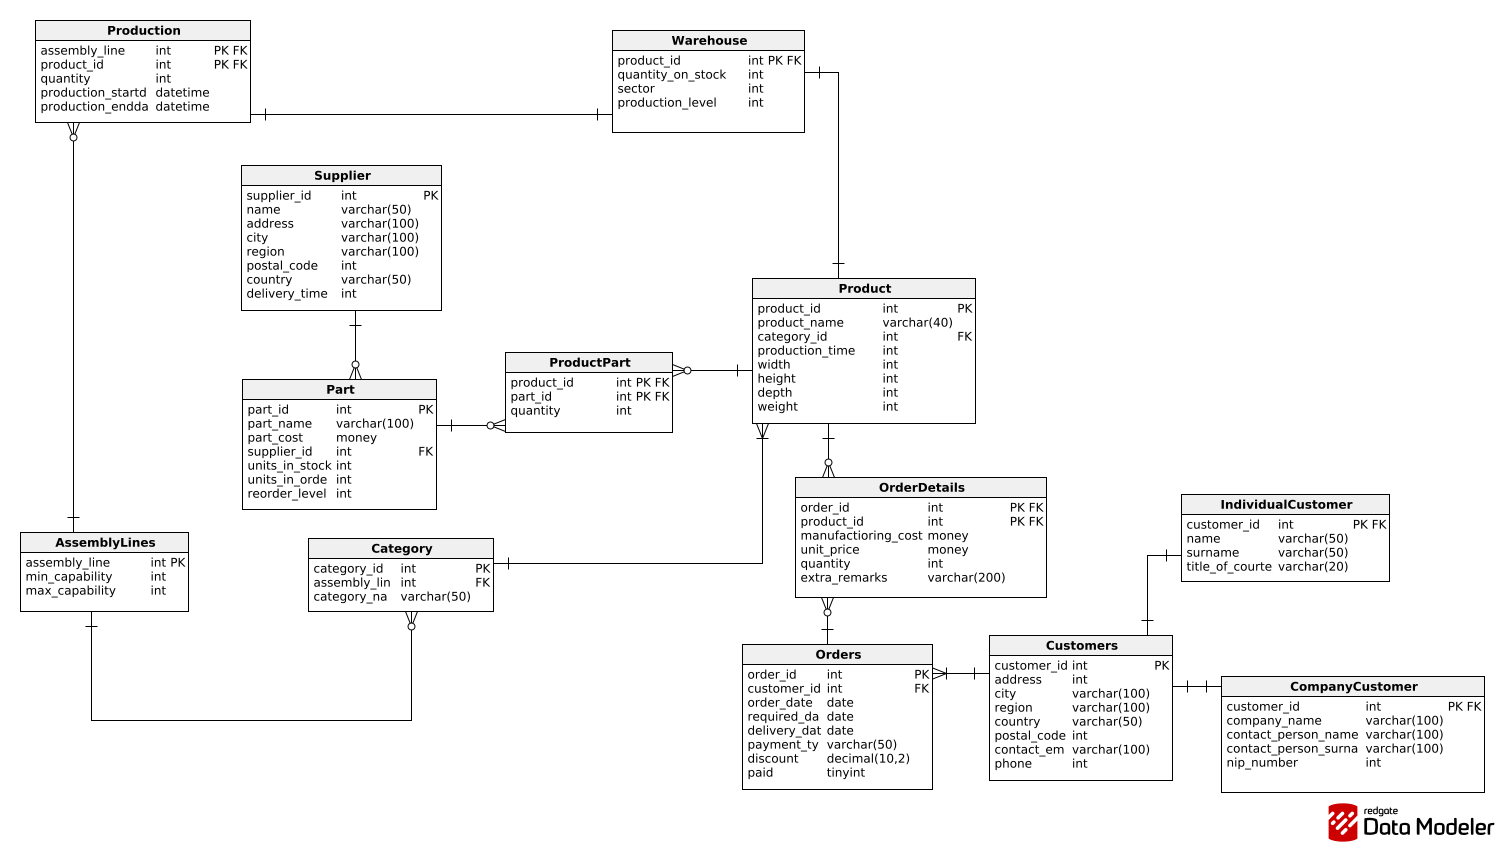 Production
assembly_line int PK FK
product_id int PK FK
quantity int
production_startd datetime
production_endda datetime
Warehouse
product_id int PK FK
quantity_on_stock int
sector int
production_level int
Supplier
supplier_id int PK
name varchar(50)
address varchar(100)
city varchar(100)
region varchar(100)
postal_code int
country varchar(50)
delivery_time int
Product
product_id int PK
product_name varchar(40)
category_id int FK
production_time int
width int
height int
depth int
weight int
ProductPart
product_id int PK FK
part_id int PK FK
quantity int
Part
part_id int PK
part_name varchar(100)
part_cost money
supplier_id int FK
units_in_stock int
units_in_orde int
reorder_level int
OrderDetails
order_id int PK FK
product_id int PK FK
manufactioring_cost money
unit_price money
quantity int
extra_remarks varchar(200)
IndividualCustomer
customer_id int PK FK
name varchar(50)
surname varchar(50)
title_of_courte varchar(20)
AssemblyLines
assembly_line int PK
min_capability int
max_capability int
Category
category_id int PK
assembly_lin int FK
category_na varchar(50)
Orders
order_id int PK
customer_id int FK
order_date date
required_da date
delivery_dat date
payment_ty varchar(50)
discount decimal(10,2)
paid tinyint
Customers
customer_id int PK
address int
city varchar(100)
region varchar(100)
country varchar(50)
postal_code int
contact_em varchar(100)
phone int
CompanyCustomer
customer_id int PK FK
company_name varchar(100)
contact_person_name varchar(100)
contact_person_surna varchar(100)
nip_number int
redgate
Data Modeler